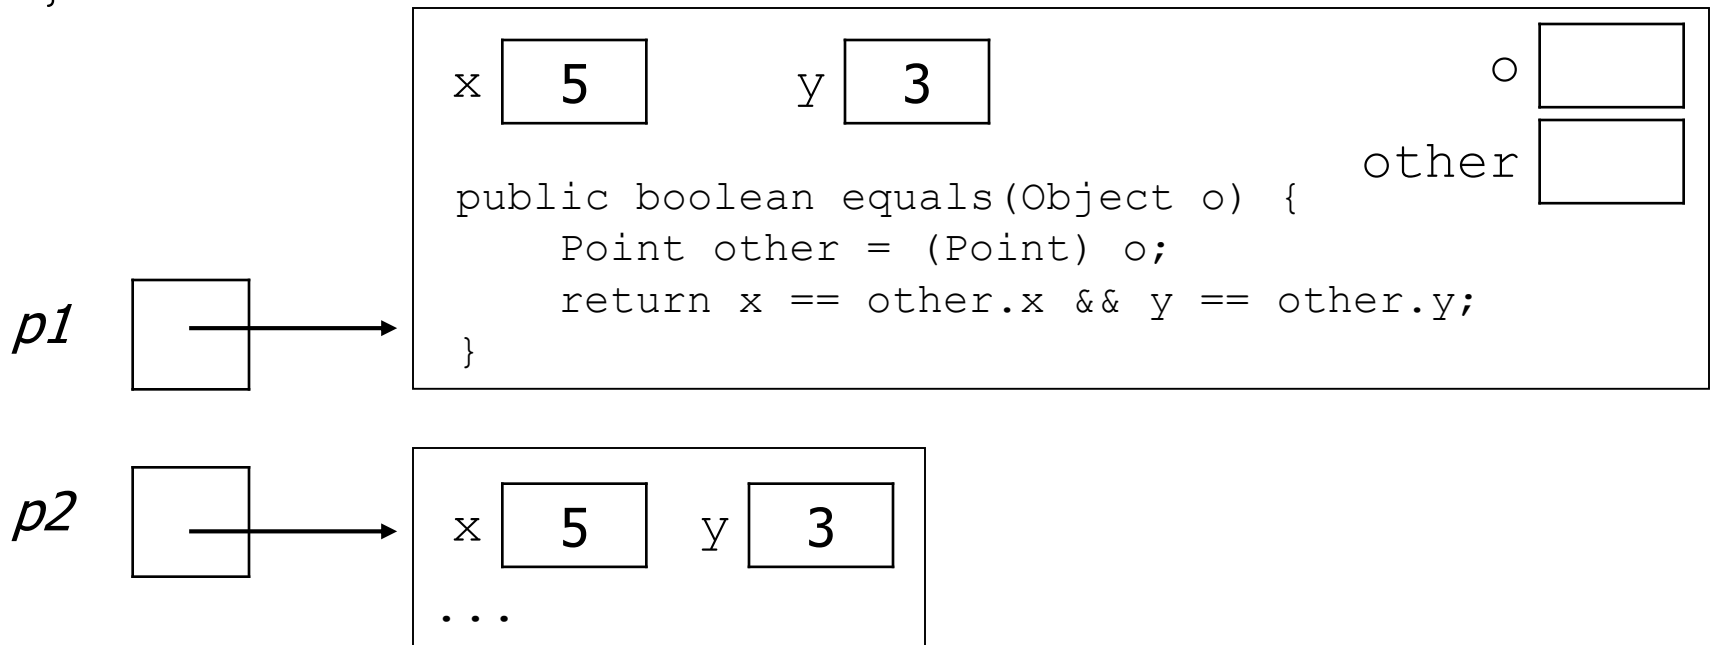 x 5 y 3 o
other
public boolean equals(Object o) {
    Point other = (Point) o;
    return x == other.x && y == other.y;
}
p1
p2
x 5 y 3
...